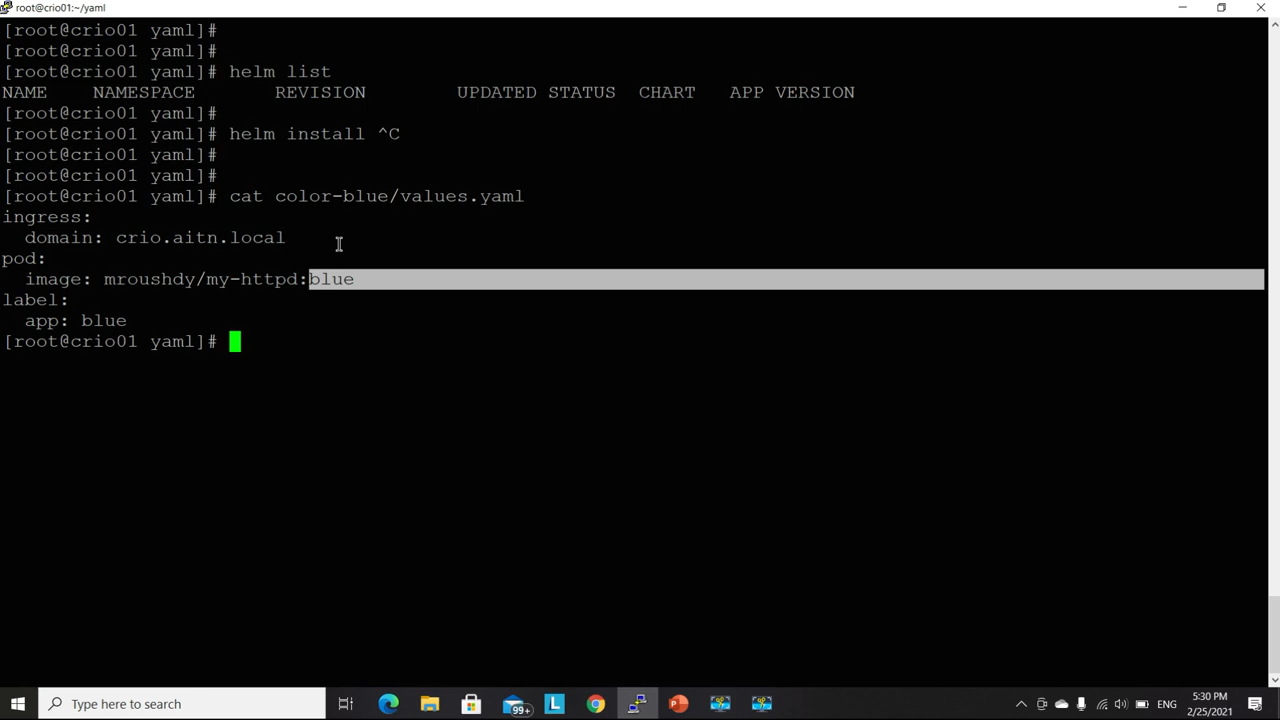 root@crio01:~/yaml
[root@crio01 yaml]#
[root@crio01 yaml]#
[root@crio01 yaml]# helm list
NAME NAMESPACE REVISION UPDATED STATUS CHART APP VERSION
[root@crio01 yaml]#
[root@crio01 yaml]# helm install ^C
[root@crio01 yaml]#
[root@crio01 yaml]#
[root@crio01 yaml]# cat color-blue/values.yaml
ingress:
  domain: crio.aitn.local
pod:
  image: mroushdy/my-httpd:blue
label:
  app: blue
[root@crio01 yaml]#
Type here to search
99+
L
ENG
5:30 PM
2/25/2021